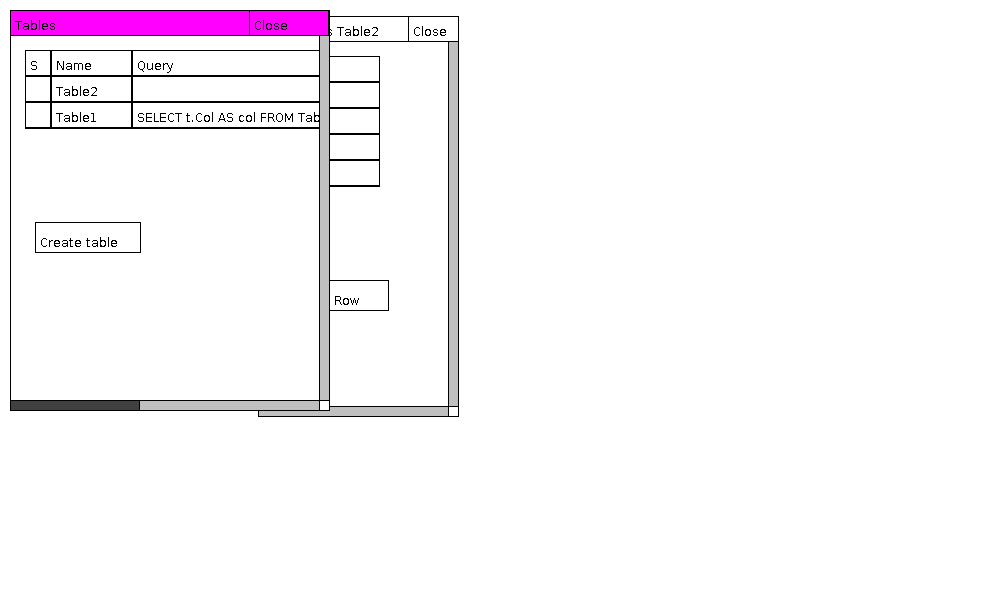 Tables Close
Table2 Close
S Name Query
Table2
Table1 SELECT t.Col AS col FROM Tab
Create table
Row